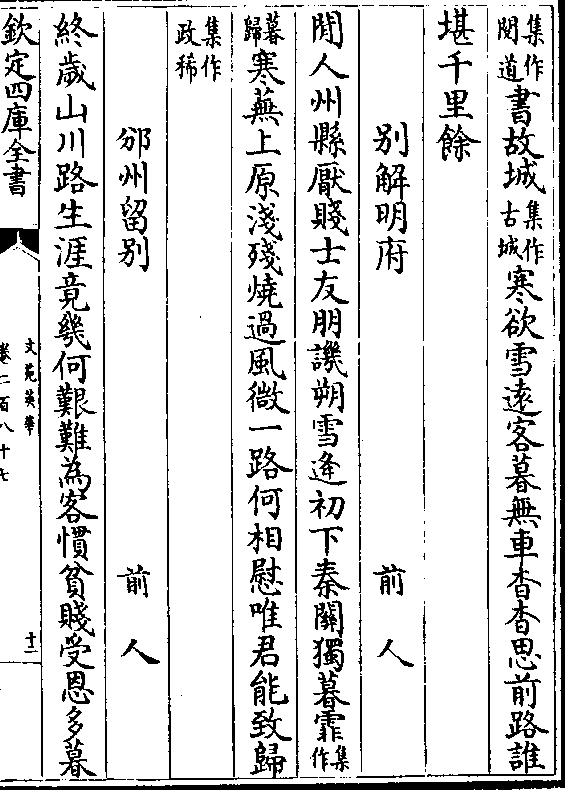 集作閔道書故城集作古城寒欲雪遠客暮無車杳杳思前路誰
堪千里餘
别解明府　前人
閒人州縣厭賤士友朋譏朔雪逢初下秦關獨暮霏集作
暮歸寒蕪上原淺殘燒過風微一路何相慰唯君能致歸
集作政稀
邠州留别　前人
終歲山川路生涯竟幾何艱難為客慣貧賤受恩多暮
欽定四庫全書
文苑英華
卷二百八十七
十二